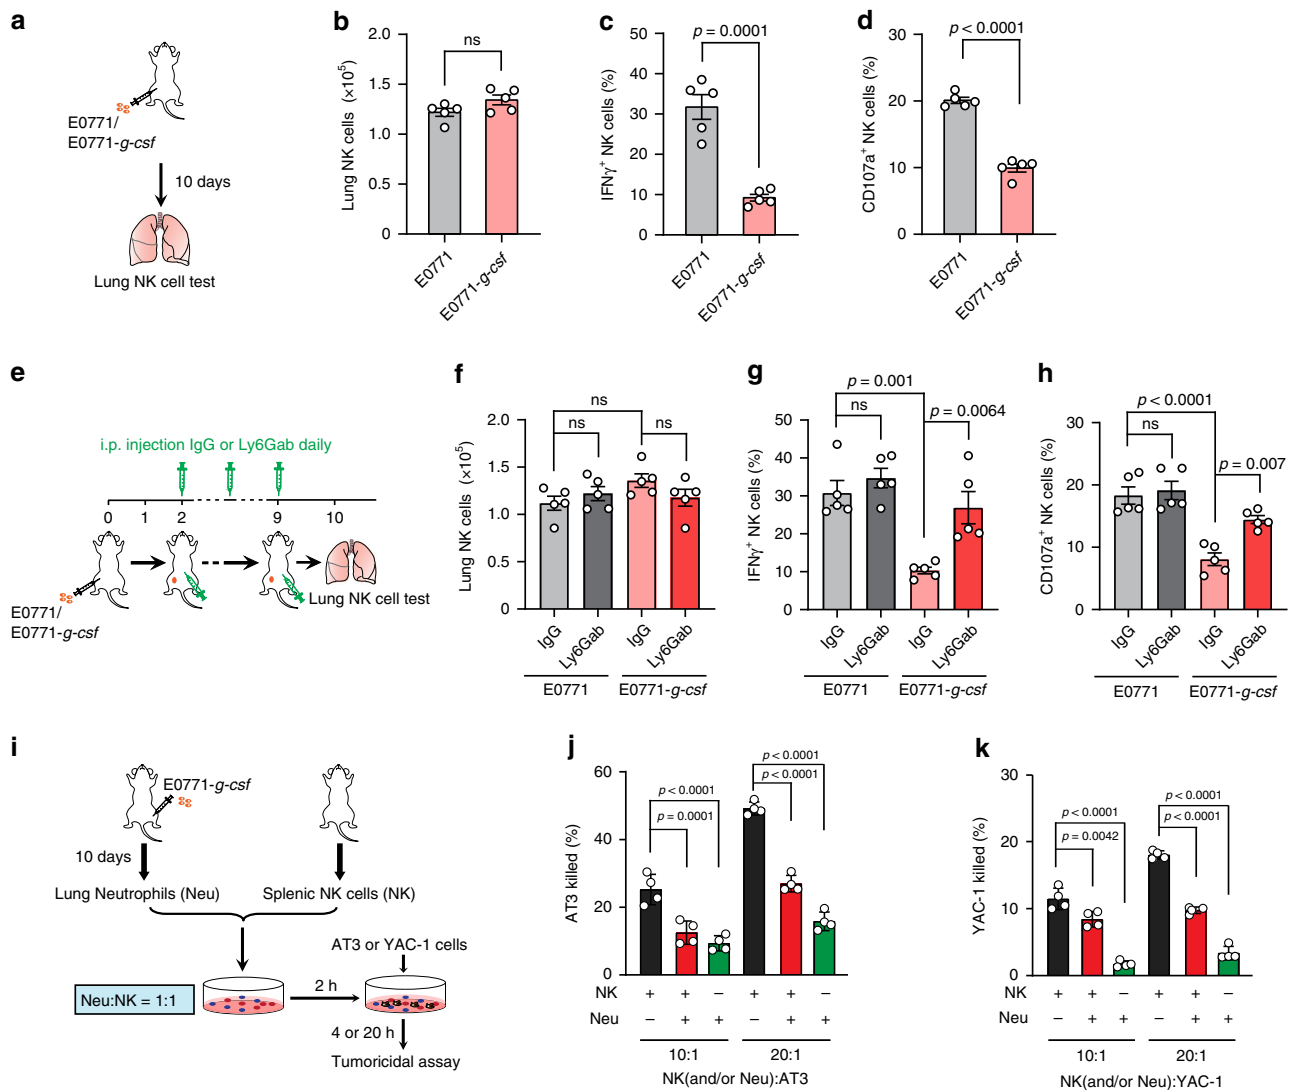 a
E0771/
E0771-g-csf
10 days
Lung NK cell test
b
Lung NK cells (×10⁵)
2.0
1.5
1.0
0.5
0
ns
E0771
E0771-g-csf
c
IFNγ⁺ NK cells (%)
50
40
30
20
10
0
p = 0.0001
E0771
E0771-g-csf
d
CD107a⁺ NK cells (%)
30
20
10
0
p < 0.0001
E0771
E0771-g-csf
e
i.p. injection IgG or Ly6Gab daily
0 1 2 9 10
E0771/
E0771-g-csf
Lung NK cell test
f
Lung NK cells (×10⁵)
2.0
1.5
1.0
0.5
0
ns
ns ns
IgG Ly6Gab IgG Ly6Gab
E0771 E0771-g-csf
g
IFNγ⁺ NK cells (%)
50
40
30
20
10
0
p = 0.001
ns p = 0.0064
IgG Ly6Gab IgG Ly6Gab
E0771 E0771-g-csf
h
CD107a⁺ NK cells (%)
30
20
10
0
p < 0.0001
ns
p = 0.007
IgG Ly6Gab IgG Ly6Gab
E0771 E0771-g-csf
i
E0771-g-csf
10 days
Lung Neutrophils (Neu) Splenic NK cells (NK)
AT3 or YAC-1 cells
Neu:NK = 1:1
2 h
4 or 20 h
Tumoricidal assay
j
AT3 killed (%)
60
40
20
0
p < 0.0001
p = 0.0001
p < 0.0001
p < 0.0001
NK + + − + + −
Neu − + + − + +
10:1 20:1
NK(and/or Neu):AT3
k
YAC-1 killed (%)
30
20
10
0
p < 0.0001
p = 0.0042
p < 0.0001
p < 0.0001
NK + + − + + −
Neu − + + − + +
10:1 20:1
NK(and/or Neu):YAC-1